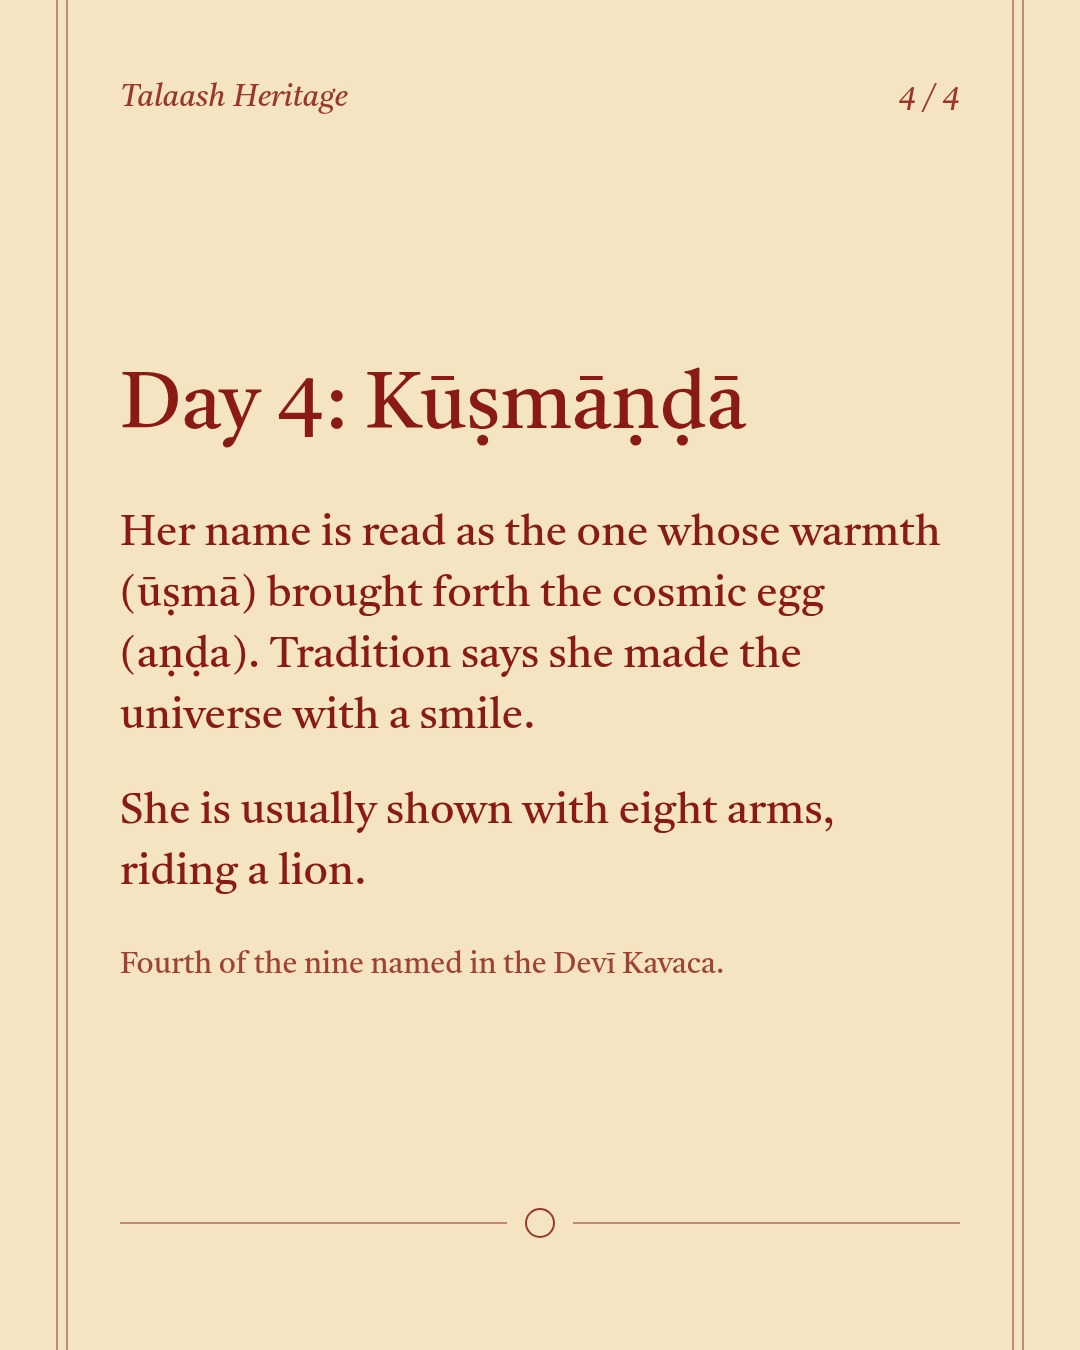 Talaash Heritage
4 / 4
Day 4: Kūṣmāṇḍā
Her name is read as the one whose warmth
(ūṣmā) brought forth the cosmic egg
(aṇḍa). Tradition says she made the
universe with a smile.
She is usually shown with eight arms,
riding a lion.
Fourth of the nine named in the Devī Kavaca.